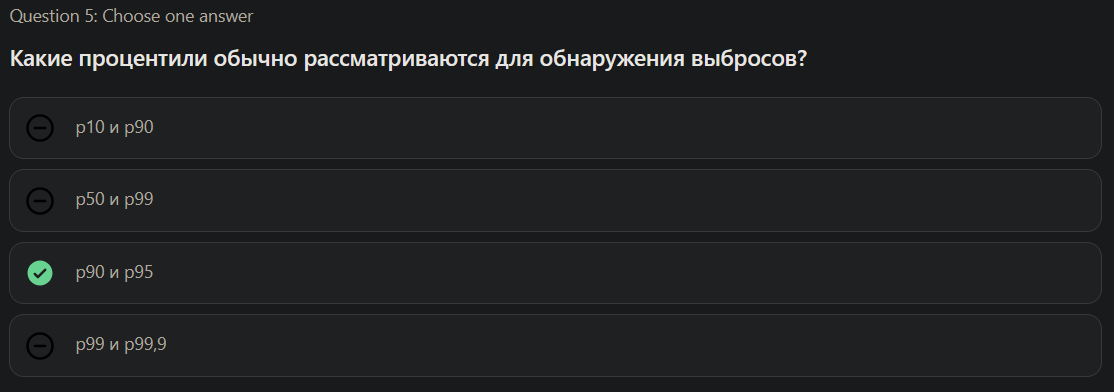 Question 5: Choose one answer
Какие процентили обычно рассматриваются для обнаружения выбросов?
p10 и p90
p50 и p99
p90 и p95
p99 и p99,9